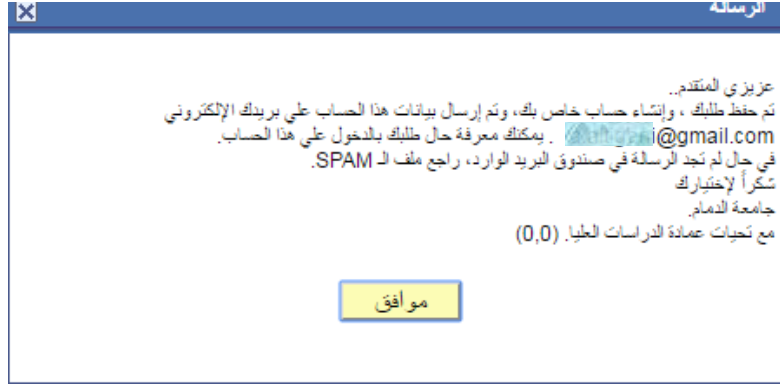 الرسالة
عزيزي المتقدم..
تم حفظ طلبك ، وإنشاء حساب خاص بك، وتم إرسال بيانات هذا الحساب علي بريدك الإلكتروني
i@gmail.com . يمكنك معرفة حال طلبك بالدخول علي هذا الحساب.
في حال لم تجد الرسالة في صندوق البريد الوارد، راجع ملف الـ SPAM.
شكراً لإختيارك
جامعة الدمام.
مع تحيات عمادة الدراسات العليا. (0,0)
موافق